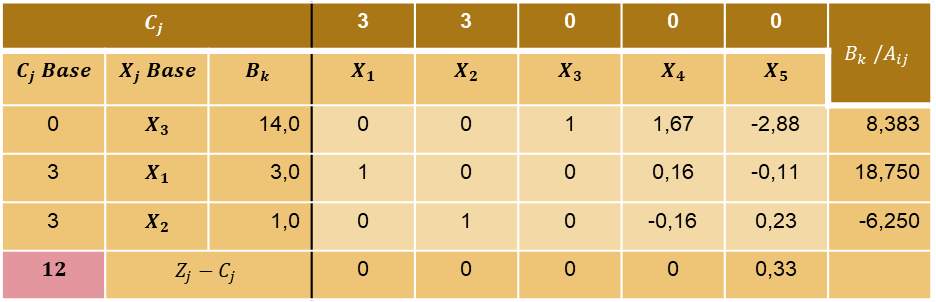 C_j 3 3 0 0 0 B_k /A_ij
C_j Base X_j Base B_k X_1 X_2 X_3 X_4 X_5
0 X_3 14,0 0 0 1 1,67 -2,88 8,383
3 X_1 3,0 1 0 0 0,16 -0,11 18,750
3 X_2 1,0 0 1 0 -0,16 0,23 -6,250
12 Z_j − C_j 0 0 0 0 0,33